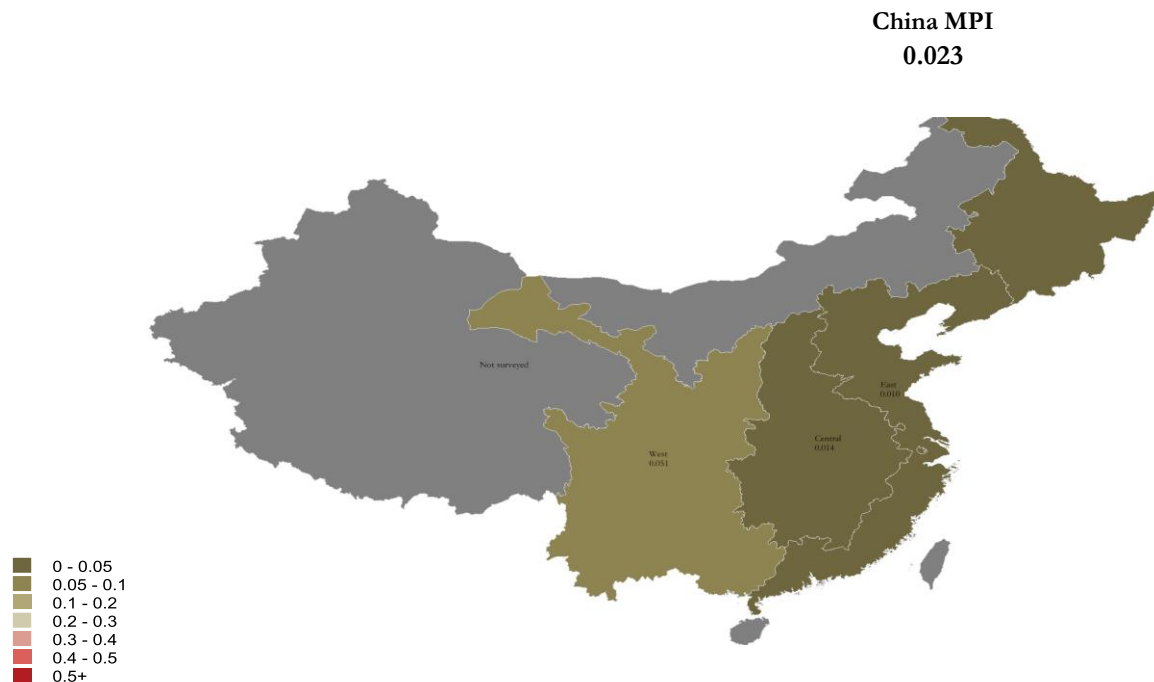 China MPI
0.023
Not surveyed
East
0.010
Central
0.014
West
0.051
0 - 0.05
0.05 - 0.1
0.1 - 0.2
0.2 - 0.3
0.3 - 0.4
0.4 - 0.5
0.5+